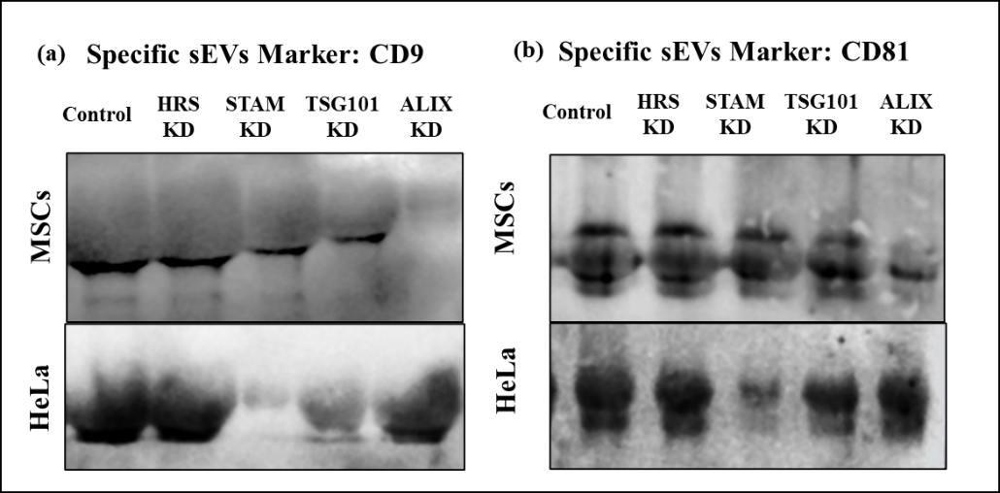 (a) Specific sEVs Marker: CD9
Control HRS KD STAM KD TSG101 KD ALIX KD
MSCs
HeLa
(b) Specific sEVs Marker: CD81
Control HRS KD STAM KD TSG101 KD ALIX KD
MSCs
HeLa